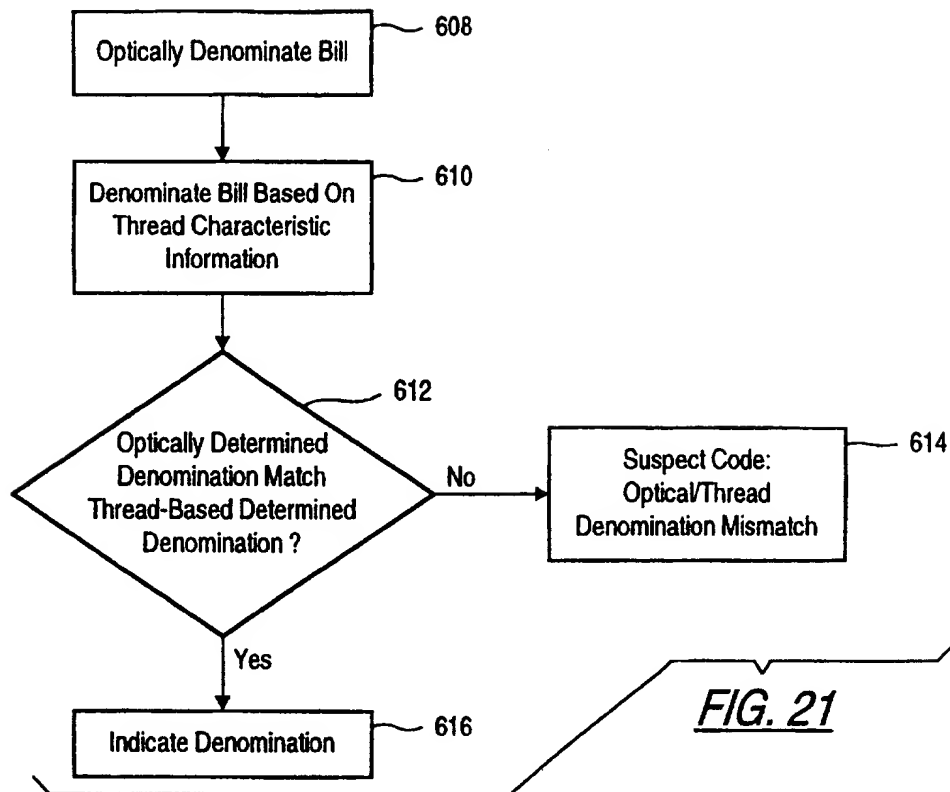 608
Optically Denominate Bill
610
Denominate Bill Based On
Thread Characteristic
Information
612
Optically Determined
Denomination Match
Thread-Based Determined
Denomination ?
No
614
Suspect Code:
Optical/Thread
Denomination Mismatch
Yes
616
Indicate Denomination
FIG. 21